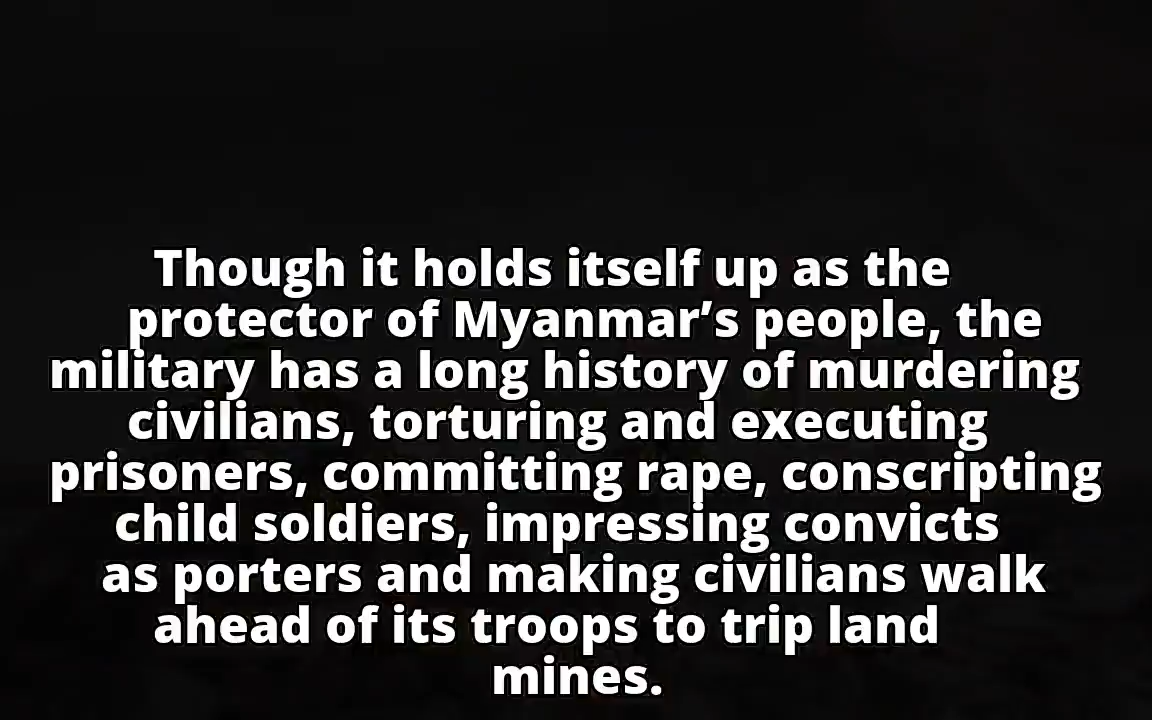 Though it holds itself up as the
protector of Myanmar’s people, the
military has a long history of murdering
civilians, torturing and executing
prisoners, committing rape, conscripting
child soldiers, impressing convicts
as porters and making civilians walk
ahead of its troops to trip land
mines.